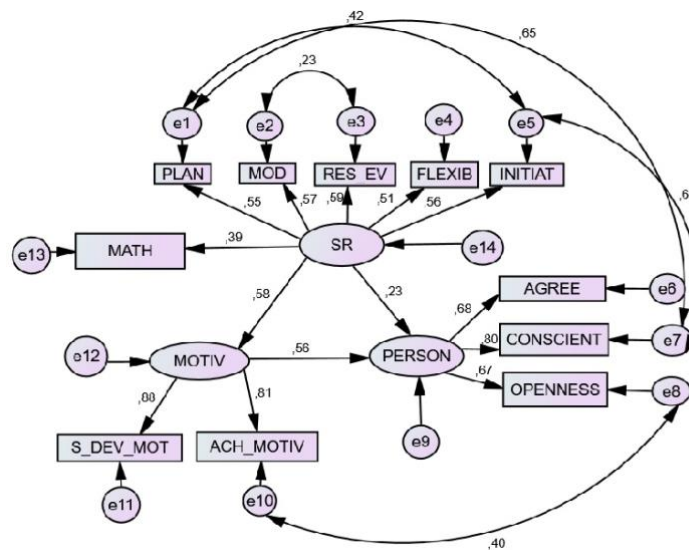 ,42
,65
,23
e1
e2
e3
e4
e5
PLAN
MOD
RES_EV
FLEXIB
INITIAT
,55
,57
,59
,51
,56
e13
MATH
,39
SR
e14
,58
,23
AGREE
e6
,68
e12
MOTIV
,56
PERSON
,80
CONSCIENT
e7
,67
OPENNESS
e8
,88
,81
S_DEV_MOT
ACH_MOTIV
e9
e11
e10
,40